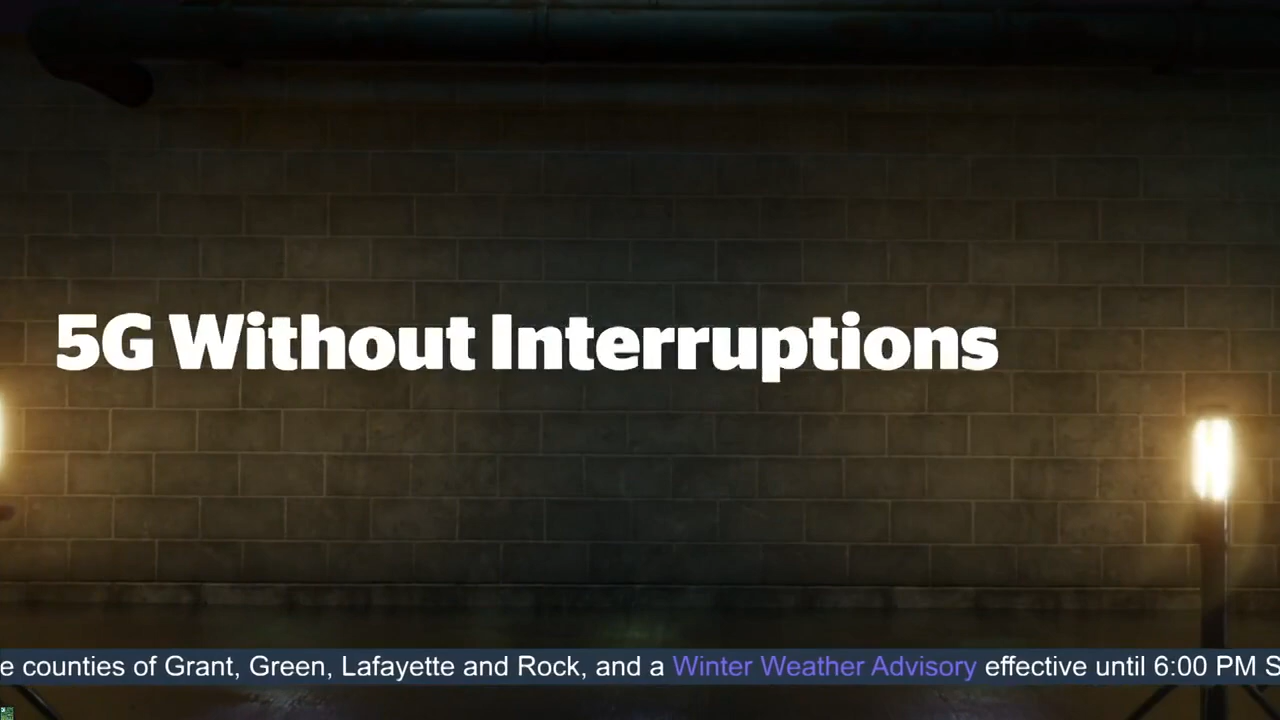 5G Without Interruptions
e counties of Grant, Green, Lafayette and Rock, and a Winter Weather Advisory effective until 6:00 PM S